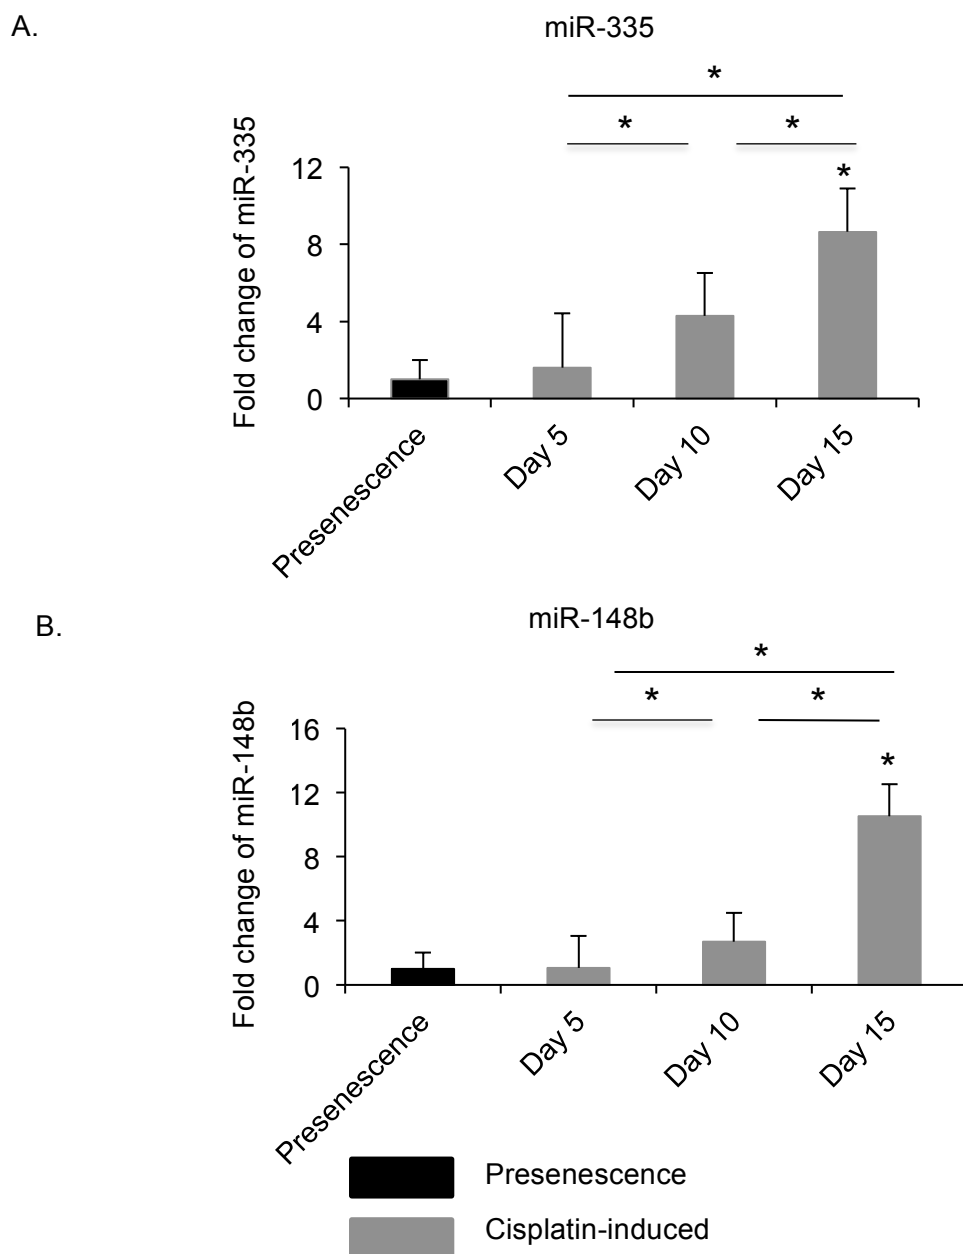 A.
miR-335
*
* *
*
Fold change of miR-335
12
8
4
0
Presenescence
Day 5
Day 10
Day 15
B.
miR-148b
*
* *
*
Fold change of miR-148b
16
12
8
4
0
Presenescence
Day 5
Day 10
Day 15
Presenescence
Cisplatin-induced